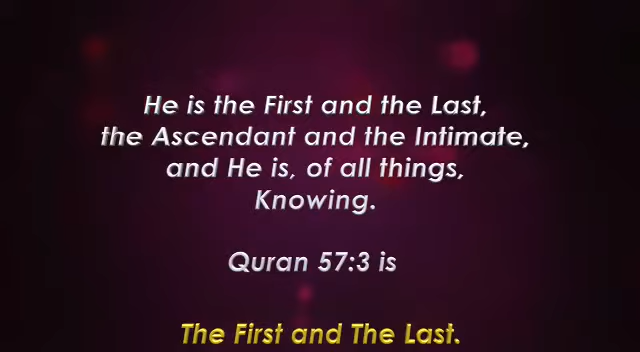 He is the First and the Last,
the Ascendant and the Intimate,
and He is, of all things,
Knowing.
Quran 57:3 is
The First and The Last.